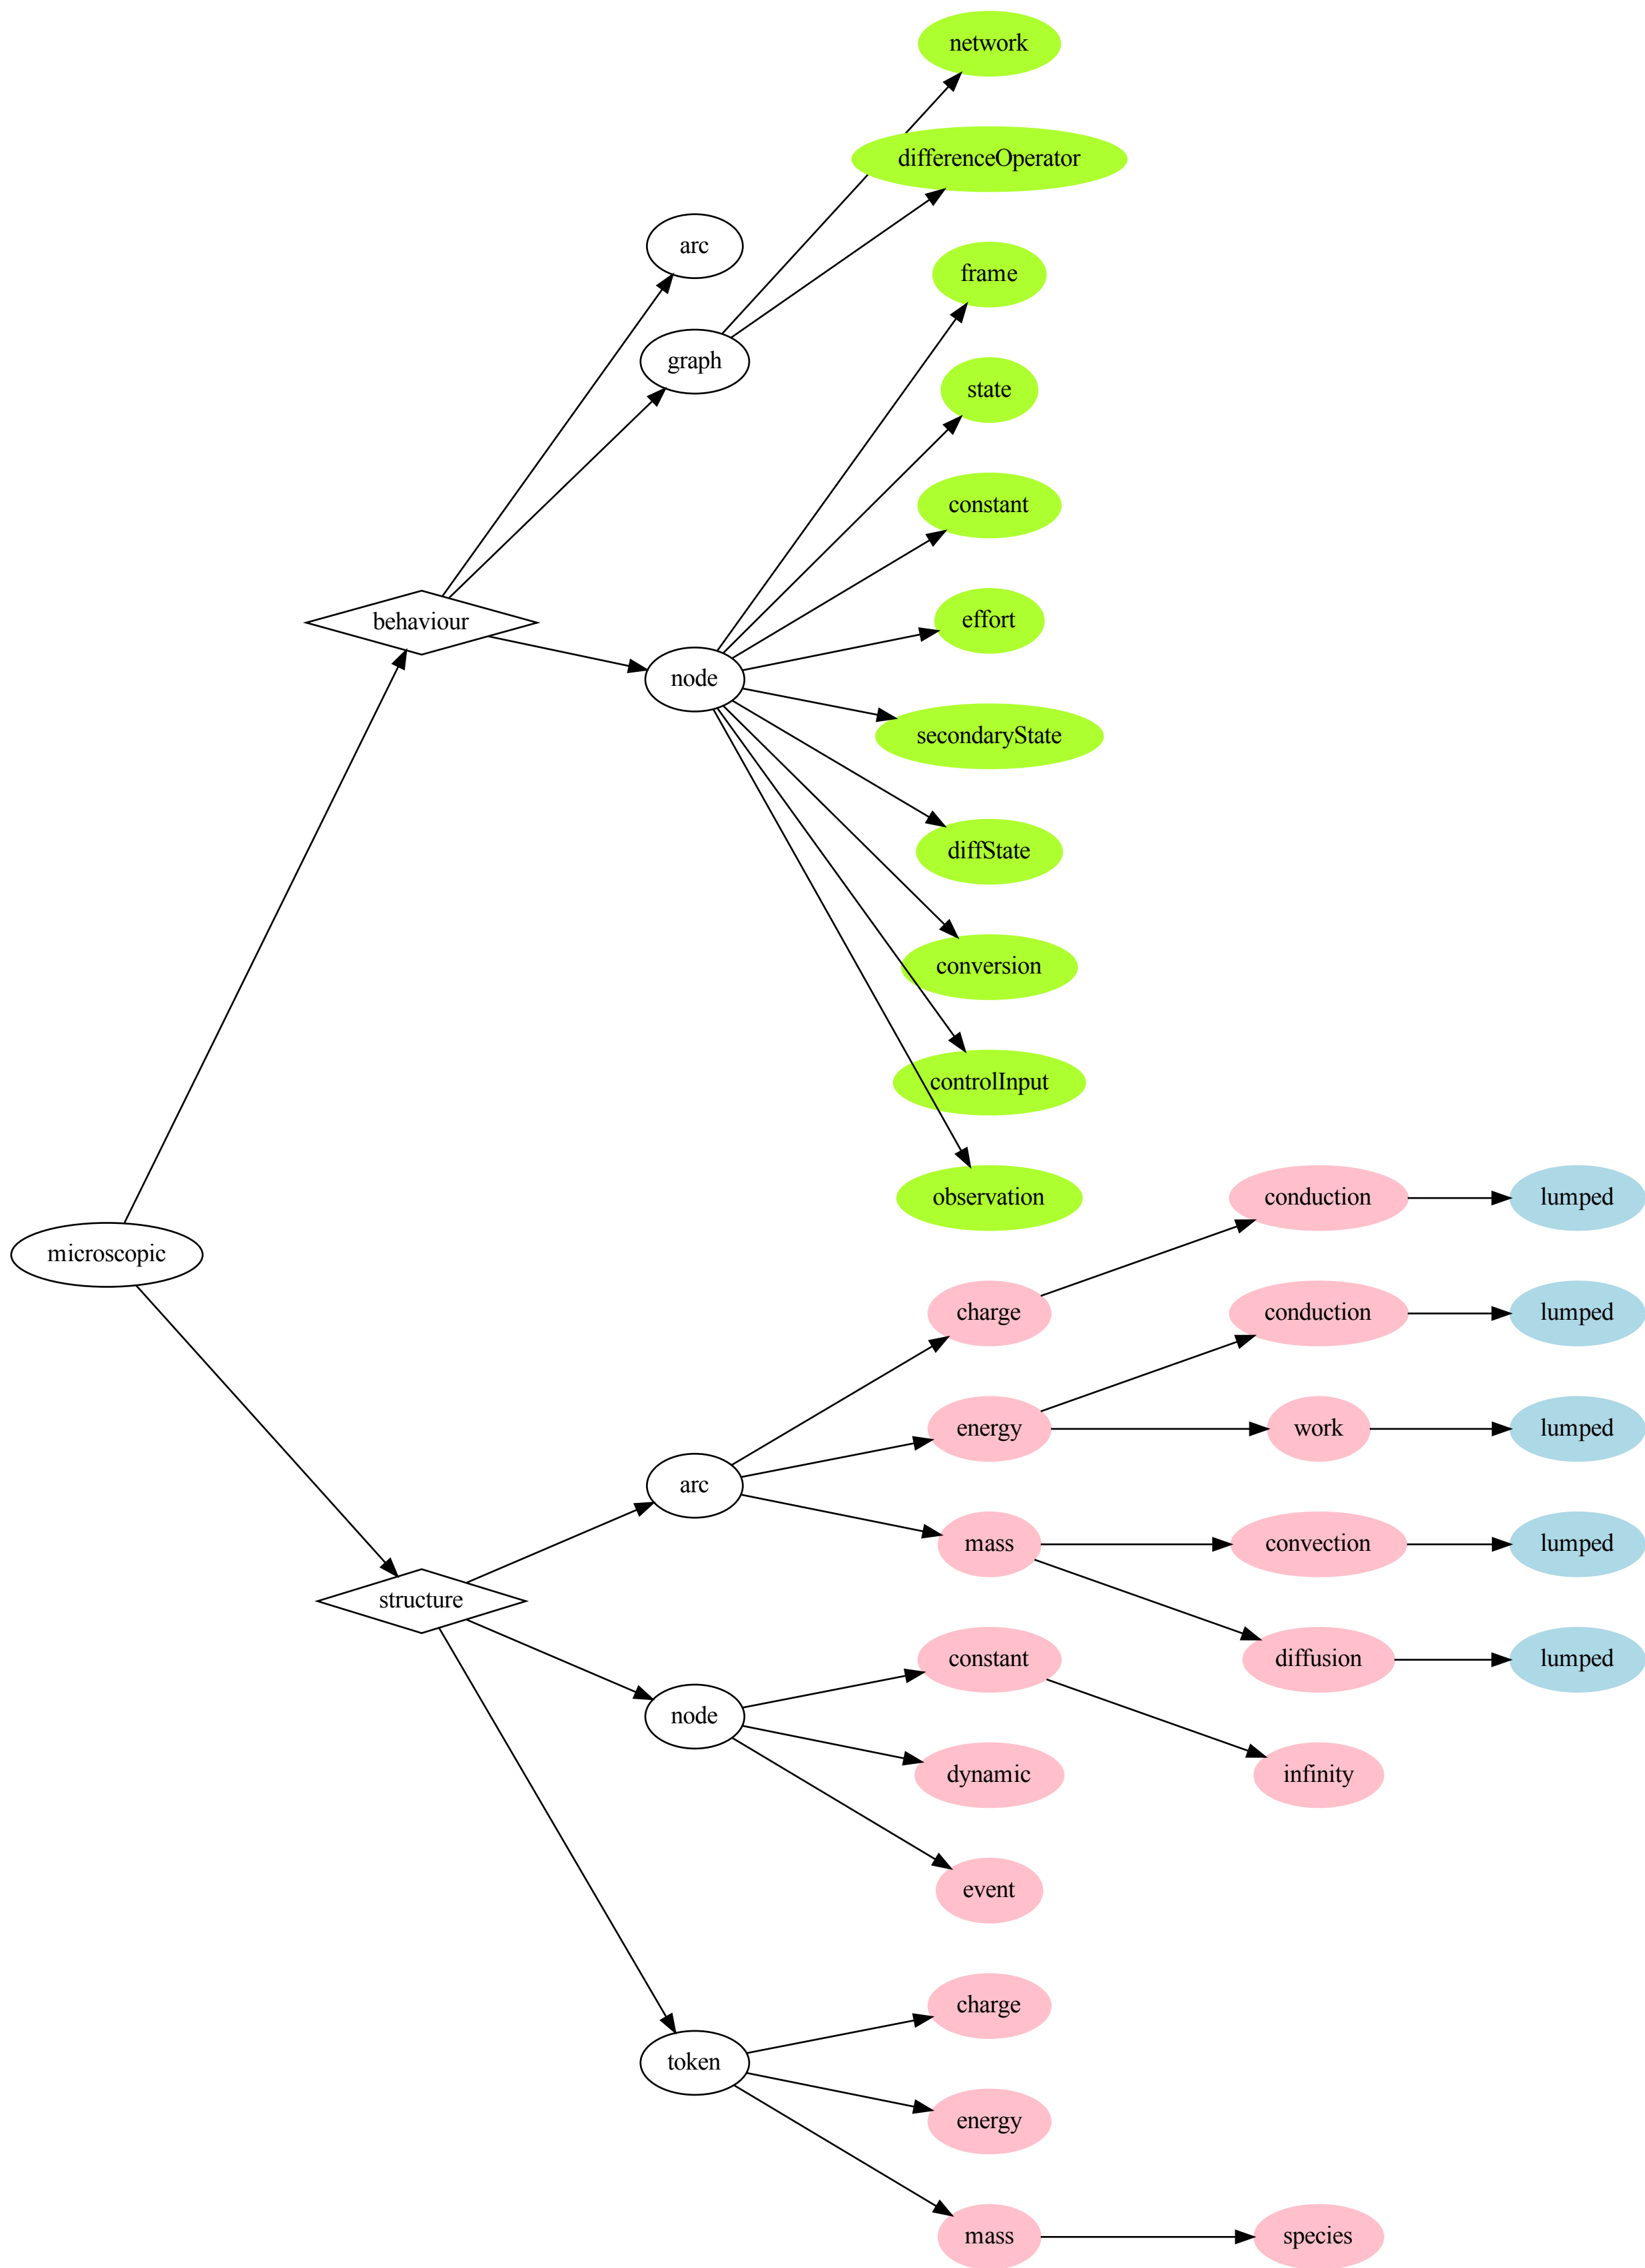 network
differenceOperator
arc
frame
graph
state
constant
behaviour
effort
node
secondaryState
diffState
conversion
controlInput
observation
conduction
lumped
microscopic
charge
conduction
lumped
energy
work
lumped
arc
mass
convection
lumped
structure
constant
diffusion
lumped
node
dynamic
infinity
event
charge
token
energy
mass
species